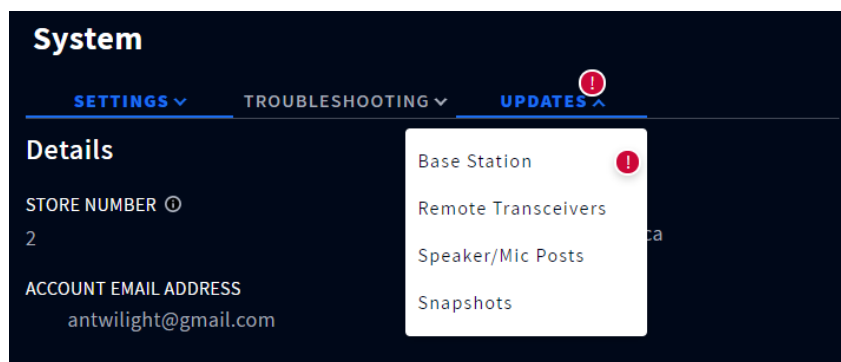 System
SETTINGS TROUBLESHOOTING UPDATES !
Details
STORE NUMBER
2
ACCOUNT EMAIL ADDRESS
antwilight@gmail.com
Base Station !
Remote Transceivers
Speaker/Mic Posts
Snapshots
ca